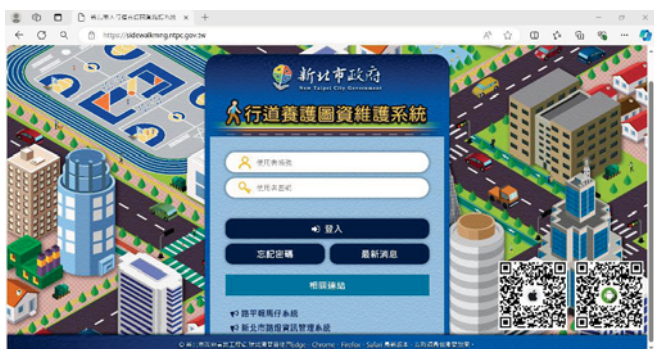 https://sidewalkmng.ntpc.gov.tw
新北市政府
New Taipei City Government
人行道養護圖資維護系統
使用者帳號
使用者密碼
登入
忘記密碼
最新消息
相關連結
路平報馬仔系統
新北市路燈資訊管理系統